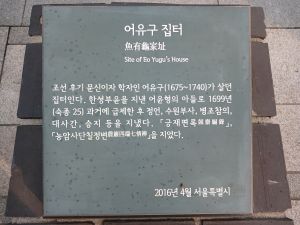 어유구 집터
魚有龜家址
Site of Eo Yugu's House
조선 후기 문신이자 학자인 어유구(1675~1740)가 살던
집터이다. 한성부윤을 지낸 어유형의 아들로 1699년
(숙종 25) 과거에 급제한 후 정언, 수원부사, 병조참의,
대사간, 승지 등을 지냈다.
「농암사단칠정변 을 지었다.
2016년 4월 서울특별시